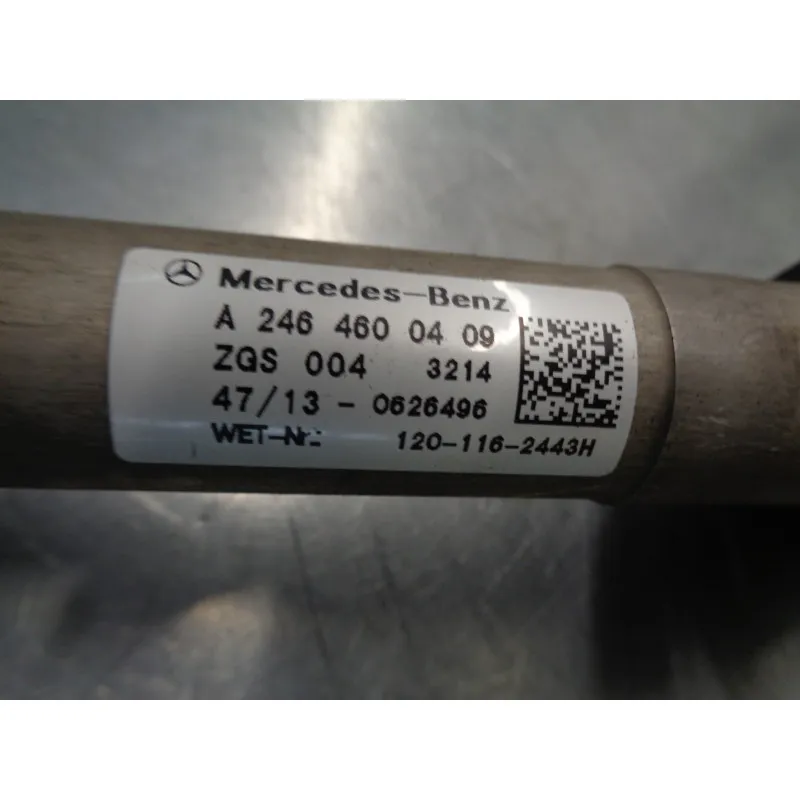 Mercedes-Benz
A 246 460 04 09
ZGS 004 3214
47/13 - 0626496
WET-Nr: 120-116-2443H